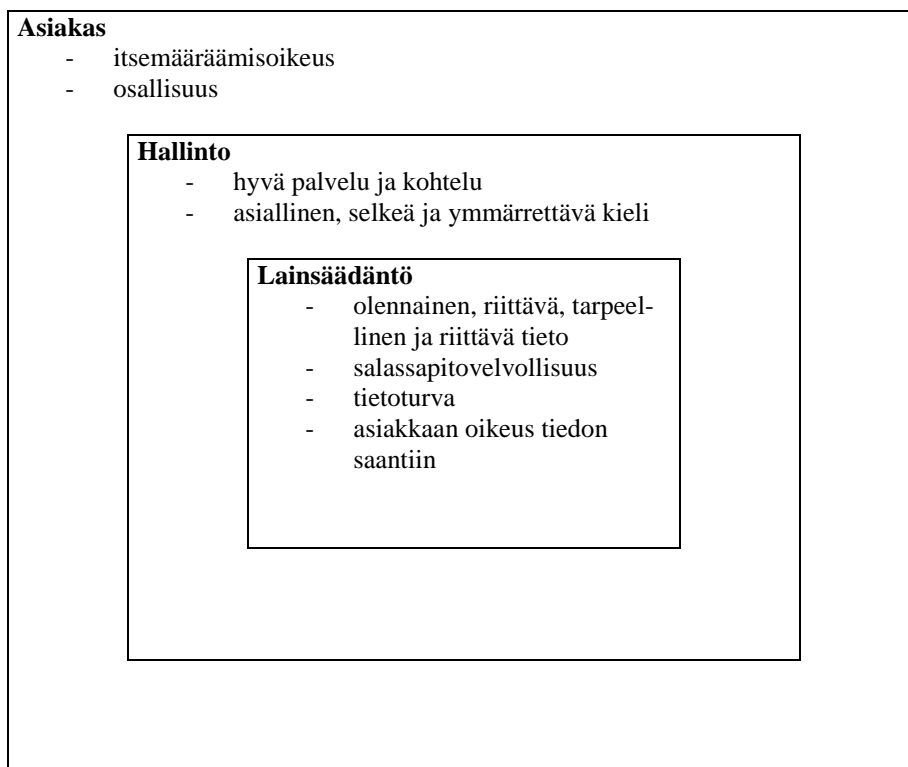 Asiakas
- itsemääräämisoikeus
- osallisuus
Hallinto
- hyvä palvelu ja kohtelu
- asiallinen, selkeä ja ymmärrettävä kieli
Lainsäädäntö
- olennainen, riittävä, tarpeel-
linen ja riittävä tieto
- salassapitovelvollisuus
- tietoturva
- asiakkaan oikeus tiedon
saantiin